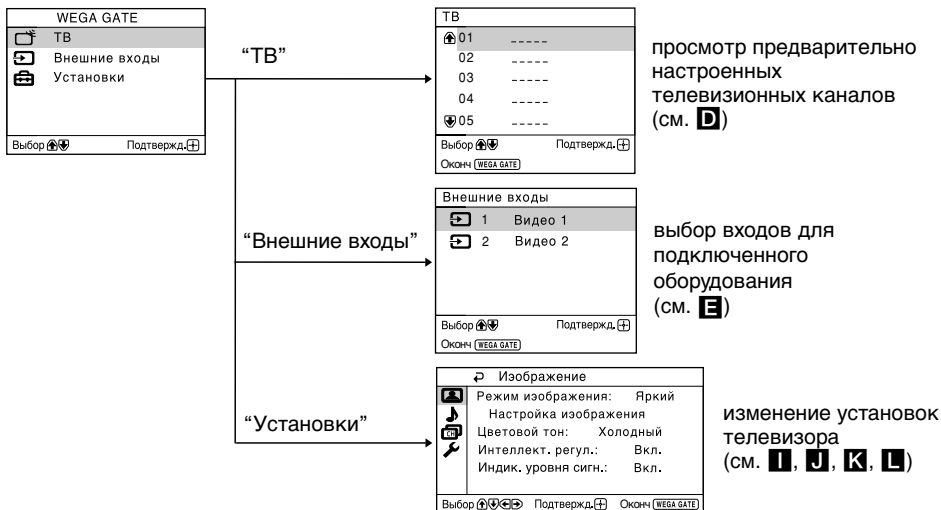 WEGA GATE
ТВ
Внешние входы
Установки
Выбор Подтвержд.
“ТВ”
ТВ
01 -----
02 -----
03 -----
04 -----
05 -----
Выбор Подтвержд.
Оконч WEGA GATE
просмотр предварительно
настроенных
телевизионных каналов
(см. D)
“Внешние входы”
Внешние входы
1 Видео 1
2 Видео 2
Выбор Подтвержд.
Оконч WEGA GATE
выбор входов для
подключенного
оборудования
(см. E)
“Установки”
Изображение
Режим изображения: Яркий
Настройка изображения
Цветовой тон: Холодный
Интеллект. регул.: Вкл.
Индик. уровня сигн.: Вкл.
Выбор Подтвержд. Оконч WEGA GATE
изменение установок
телевизора
(см. I, J, K, L)